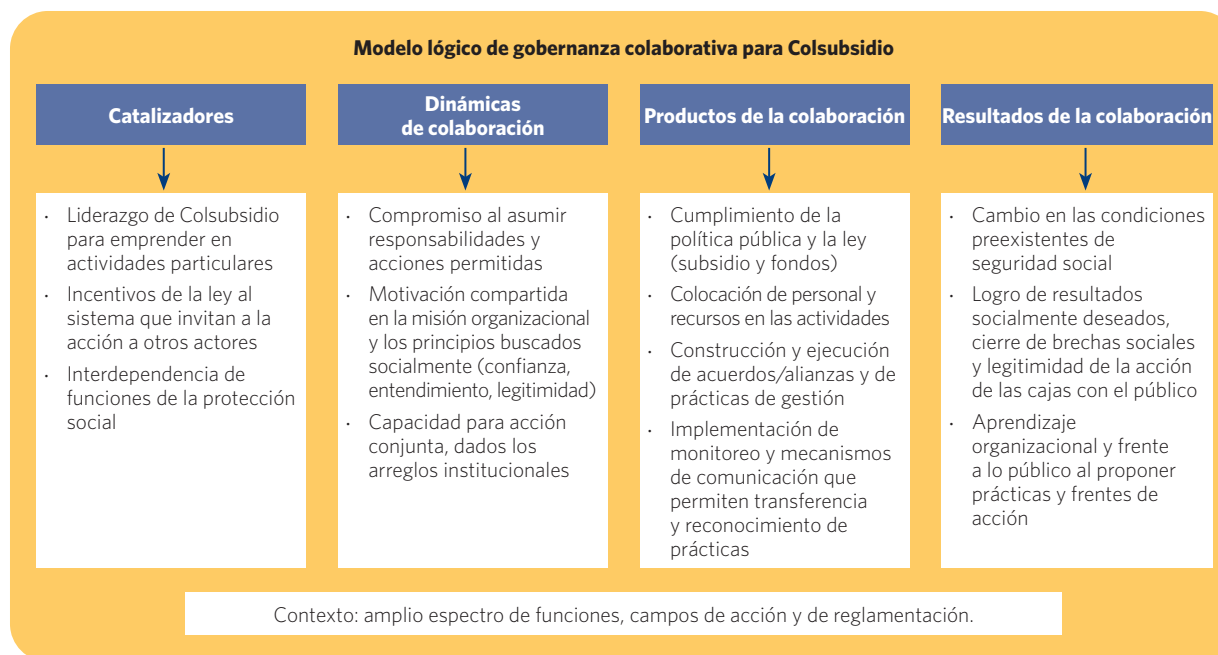 Modelo lógico de gobernanza colaborativa para Colsubsidio
Catalizadores
· Liderazgo de Colsubsidio
para emprender en
actividades particulares
· Incentivos de la ley al
sistema que invitan a la
acción a otros actores
· Interdependencia de
funciones de la protección
social
Dinámicas
de colaboración
· Compromiso al asumir
responsabilidades y
acciones permitidas
· Motivación compartida
en la misión organizacional
y los principios buscados
socialmente (confianza,
entendimiento, legitimidad)
· Capacidad para acción
conjunta, dados los
arreglos institucionales
Productos de la colaboración
· Cumplimiento de la
política pública y la ley
(subsidio y fondos)
· Colocación de personal y
recursos en las actividades
· Construcción y ejecución
de acuerdos/alianzas y de
prácticas de gestión
· Implementación de
monitoreo y mecanismos
de comunicación que
permiten transferencia
y reconocimiento de
prácticas
Resultados de la colaboración
· Cambio en las condiciones
preexistentes de
seguridad social
· Logro de resultados
socialmente deseados,
cierre de brechas sociales
y legitimidad de la acción
de las cajas con el público
· Aprendizaje
organizacional y frente
a lo público al proponer
prácticas y frentes de
acción
Contexto: amplio espectro de funciones, campos de acción y de reglamentación.